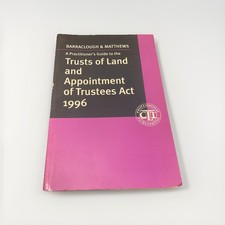 BARRACLOUGH & MATTHEWS
A Practitioner's Guide to the
Trusts of Land
and
Appointment
of Trustees Act
1996